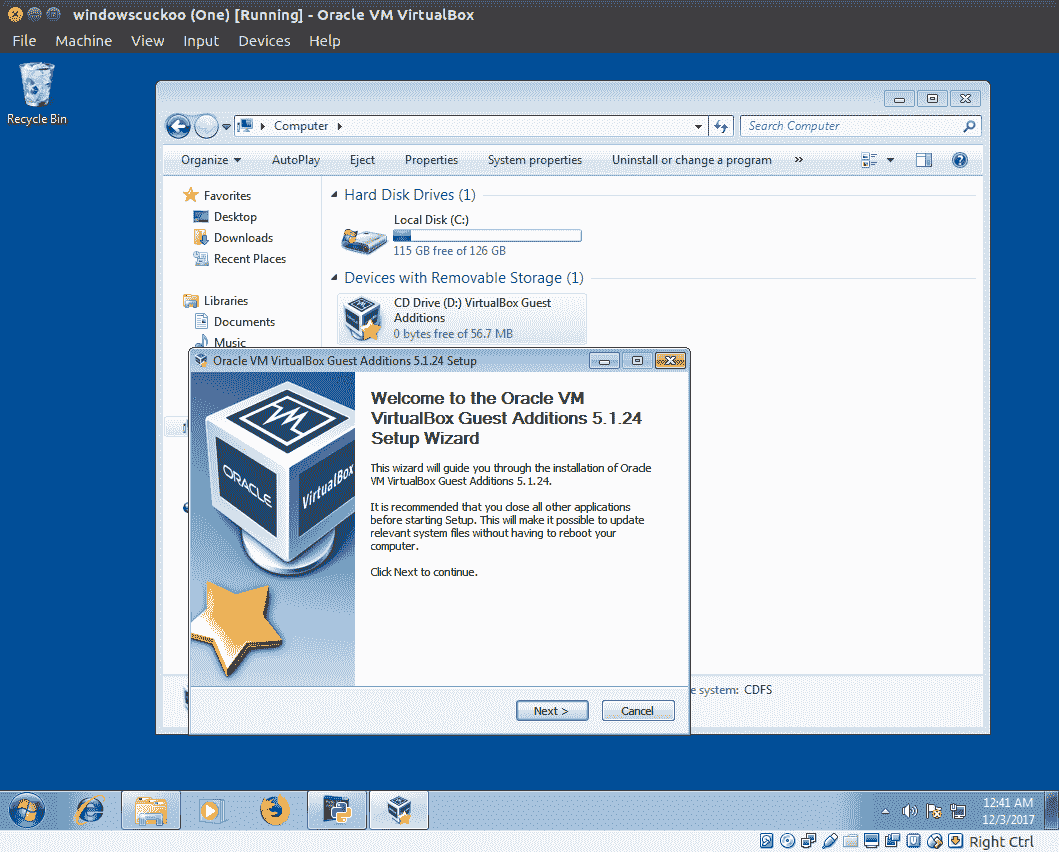 windowscuckoo (One) [Running] - Oracle VM VirtualBox
File Machine View Input Devices Help
Recycle Bin
Computer
Search Computer
Organize AutoPlay Eject Properties System properties Uninstall or change a program »
Favorites
Desktop
Downloads
Recent Places
Libraries
Documents
Music
Hard Disk Drives (1)
Local Disk (C:)
115 GB free of 126 GB
Devices with Removable Storage (1)
CD Drive (D:) VirtualBox Guest
Additions
0 bytes free of 56.7 MB
Oracle VM VirtualBox Guest Additions 5.1.24 Setup
ORACLE VirtualBox
Welcome to the Oracle VM
VirtualBox Guest Additions 5.1.24
Setup Wizard
This wizard will guide you through the installation of Oracle
VM VirtualBox Guest Additions 5.1.24.
It is recommended that you close all other applications
before starting Setup. This will make it possible to update
relevant system files without having to reboot your
computer.
Click Next to continue.
Next > Cancel
e system: CDFS
12:41 AM
12/3/2017
Right Ctrl